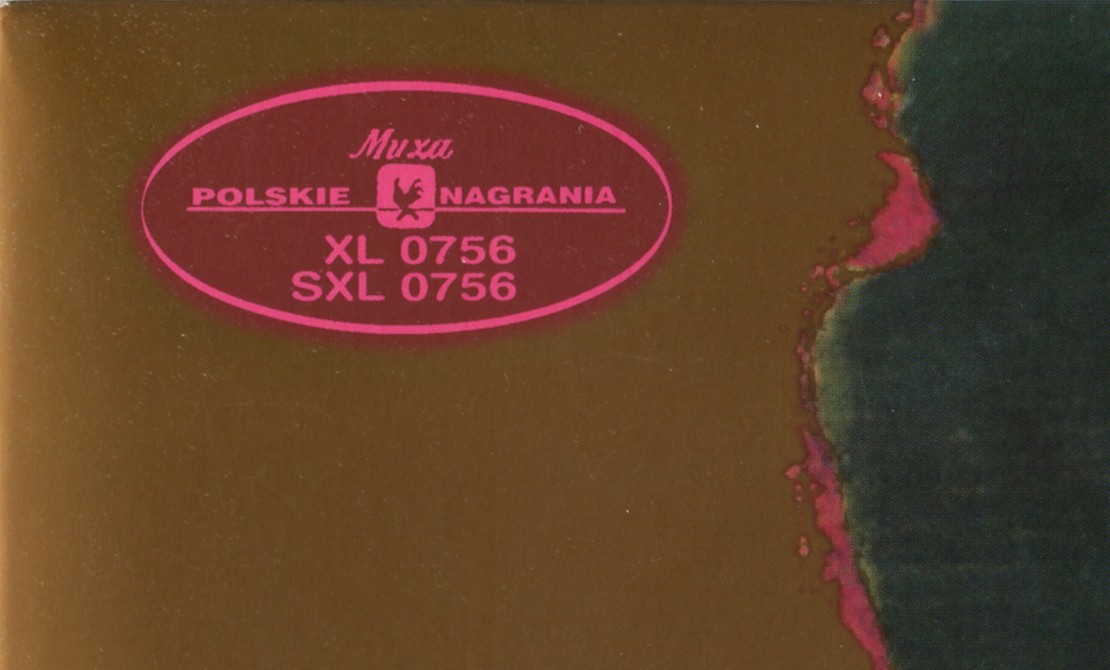 Muza
POLSKIE NAGRANIA
XL 0756
SXL 0756